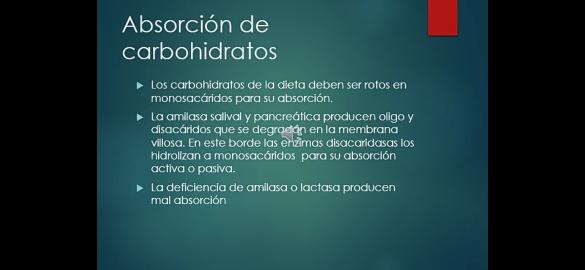 Absorción de
carbohidratos
Los carbohidratos de la dieta deben ser rotos en
monosacáridos para su absorción.
La amilasa salival y pancreática producen oligo y
disacáridos que se degradan en la membrana
villosa. En este borde las enzimas disacaridasas los
hidrolizan a monosacáridos para su absorción
activa o pasiva.
La deficiencia de amilasa o lactasa producen
mal absorción